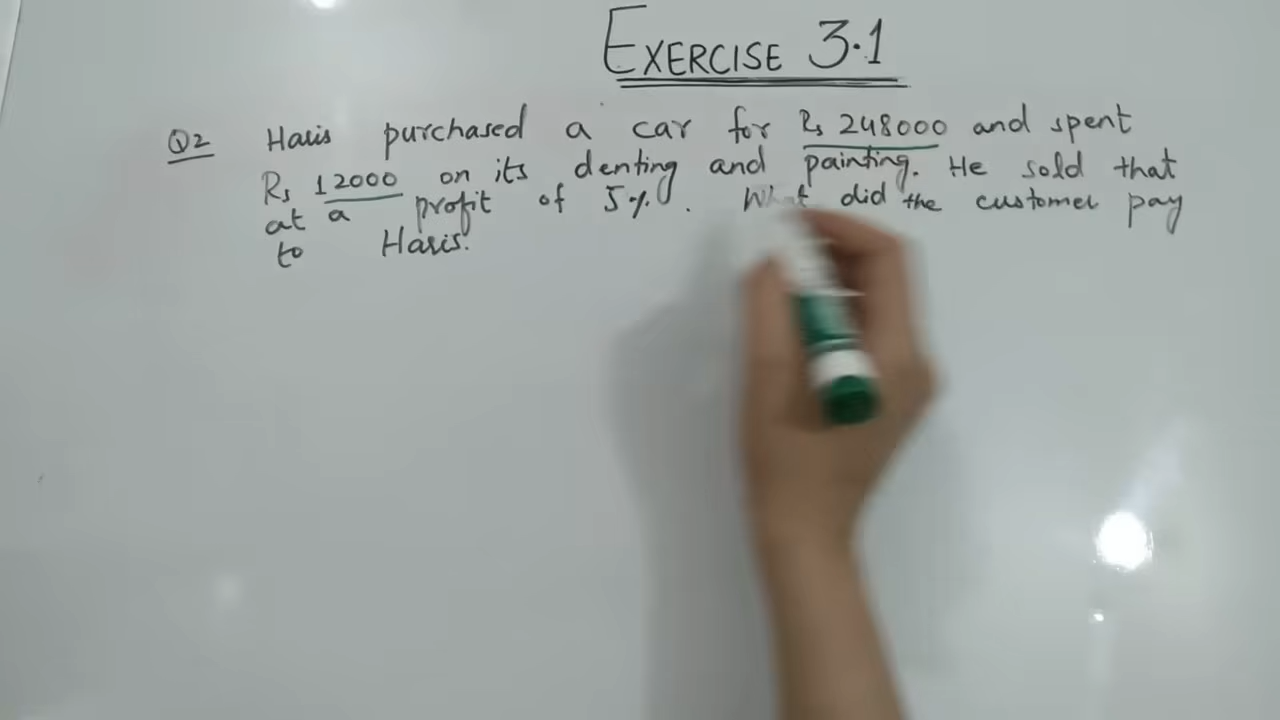 EXERCISE 3.1
Q2 Haris purchased a car for Rs 248000 and spent
Rs 12000 on its denting and painting. He sold that
at a profit of 5%. What did the customer pay
to Haris.